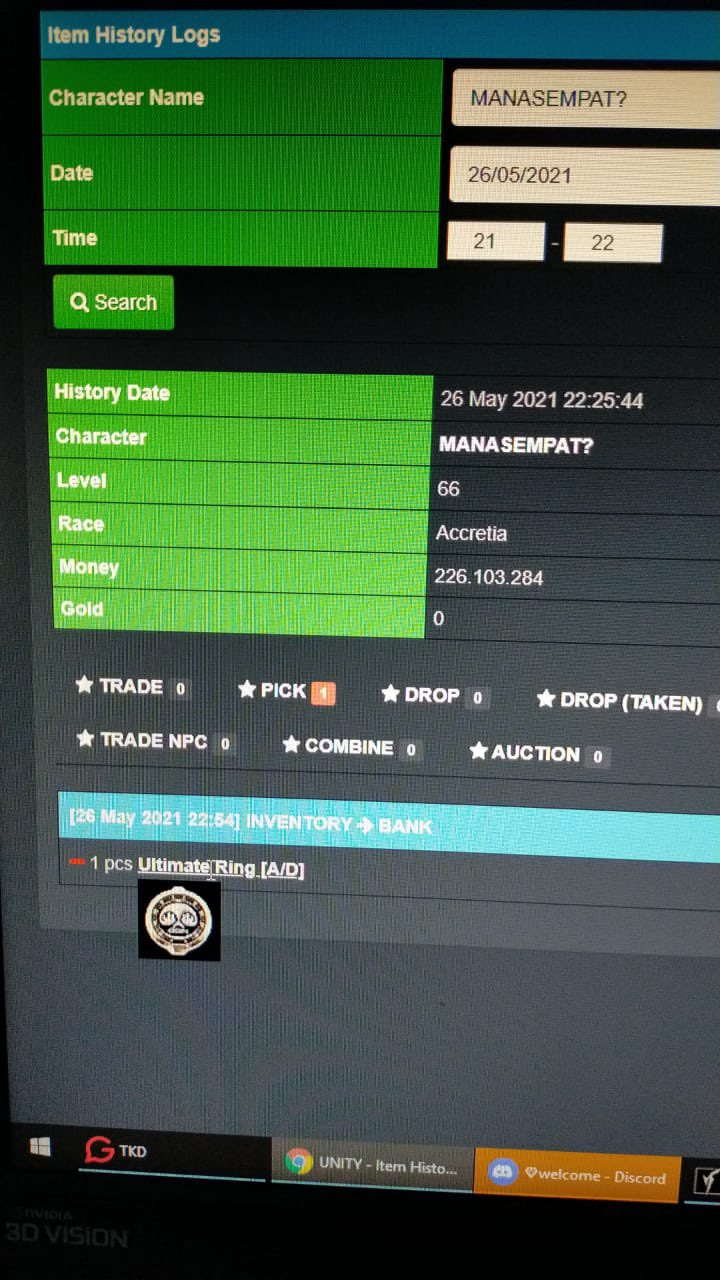 Item History Logs
Character Name MANASEMPAT?
Date 26/05/2021
Time 21 - 22
Search
History Date 26 May 2021 22:25:44
Character MANASEMPAT?
Level 66
Race Accretia
Money 226.103.284
Gold 0
TRADE 0 PICK 1 DROP 0 DROP (TAKEN)
TRADE NPC 0 COMBINE 0 AUCTION 0
[26 May 2021 22:54] INVENTORY → BANK
1 pcs Ultimate Ring [A/D]
TKD UNITY - Item Histo... welcome - Discord
NVIDIA
3D VISION